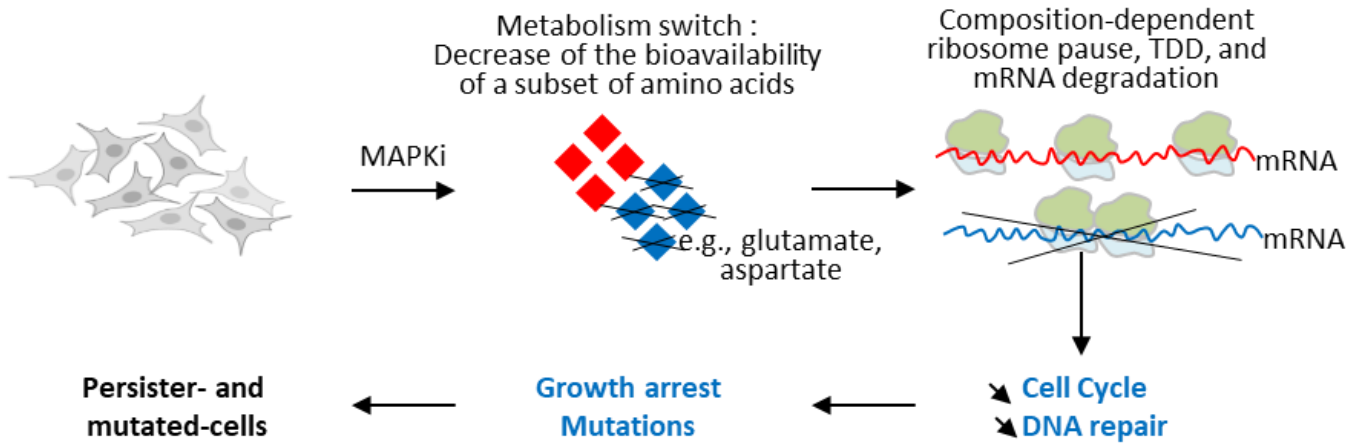 Metabolism switch :
Decrease of the bioavailability
of a subset of amino acids
Composition-dependent
ribosome pause, TDD, and
mRNA degradation
MAPKi
mRNA
mRNA
e.g., glutamate,
aspartate
Cell Cycle
DNA repair
Growth arrest
Mutations
Persister- and
mutated-cells